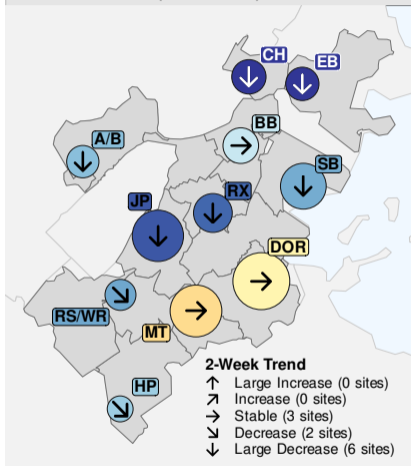 CH
EB
BB
A/B
SB
RX
JP
DOR
RS/WR
MT
HP
2-Week Trend
↑ Large Increase (0 sites)
↗ Increase (0 sites)
→ Stable (3 sites)
↘ Decrease (2 sites)
↓ Large Decrease (6 sites)